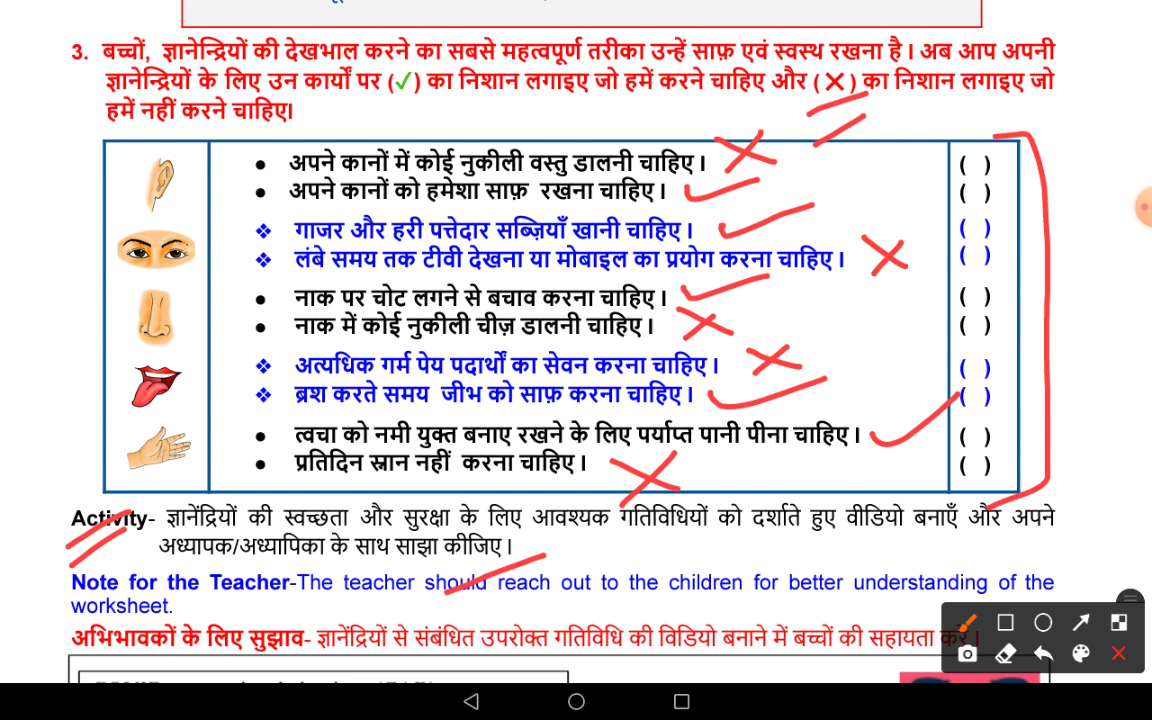 3. बच्चों, ज्ञानेन्द्रियों की देखभाल करने का सबसे महत्वपूर्ण तरीका उन्हें साफ़ एवं स्वस्थ रखना है। अब आप अपनी
ज्ञानेन्द्रियों के लिए उन कार्यों पर (✓) का निशान लगाइए जो हमें करने चाहिए और (✕) का निशान लगाइए जो
हमें नहीं करने चाहिए।
● अपने कानों में कोई नुकीली वस्तु डालनी चाहिए। ( )
● अपने कानों को हमेशा साफ़ रखना चाहिए। ( )
❖ गाजर और हरी पत्तेदार सब्ज़ियाँ खानी चाहिए। ( )
❖ लंबे समय तक टीवी देखना या मोबाइल का प्रयोग करना चाहिए। ( )
● नाक पर चोट लगने से बचाव करना चाहिए। ( )
● नाक में कोई नुकीली चीज़ डालनी चाहिए। ( )
❖ अत्यधिक गर्म पेय पदार्थों का सेवन करना चाहिए। ( )
❖ ब्रश करते समय जीभ को साफ़ करना चाहिए। ( )
● त्वचा को नमी युक्त बनाए रखने के लिए पर्याप्त पानी पीना चाहिए। ( )
● प्रतिदिन स्नान नहीं करना चाहिए। ( )
Activity- ज्ञानेंद्रियों की स्वच्छता और सुरक्षा के लिए आवश्यक गतिविधियों को दर्शाते हुए वीडियो बनाएँ और अपने
अध्यापक/अध्यापिका के साथ साझा कीजिए।
Note for the Teacher-The teacher should reach out to the children for better understanding of the
worksheet.
अभिभावकों के लिए सुझाव- ज्ञानेंद्रियों से संबंधित उपरोक्त गतिविधि की विडियो बनाने में बच्चों की सहायता करें।